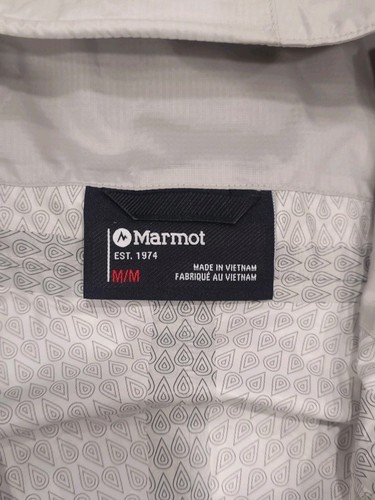 Marmot
EST. 1974
M/M
MADE IN VIETNAM
FABRIQUÉ AU VIETNAM